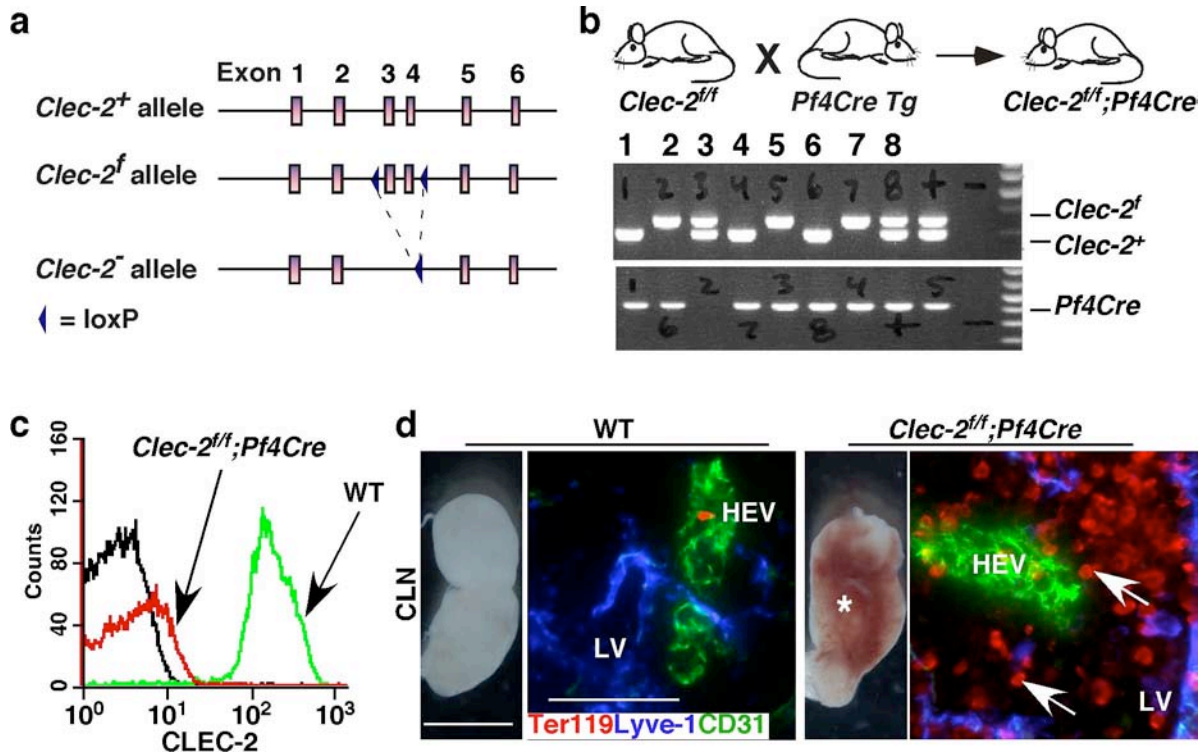 a
Exon 1 2 3 4 5 6
Clec-2+ allele
Clec-2f allele
Clec-2- allele
= loxP
b
X
Clec-2f/f Pf4Cre Tg Clec-2f/f;Pf4Cre
1 2 3 4 5 6 7 8
1 2 3 4 5 6 7 8 + -
Clec-2f
Clec-2+
1 2 3 4 5
Pf4Cre
6 7 8 + -
c
160
120
80
40
0
Counts
Clec-2f/f;Pf4Cre
WT
100 101 102 103
CLEC-2
d
WT Clec-2f/f;Pf4Cre
CLN
HEV
LV
Ter119Lyve-1CD31
*
HEV
LV